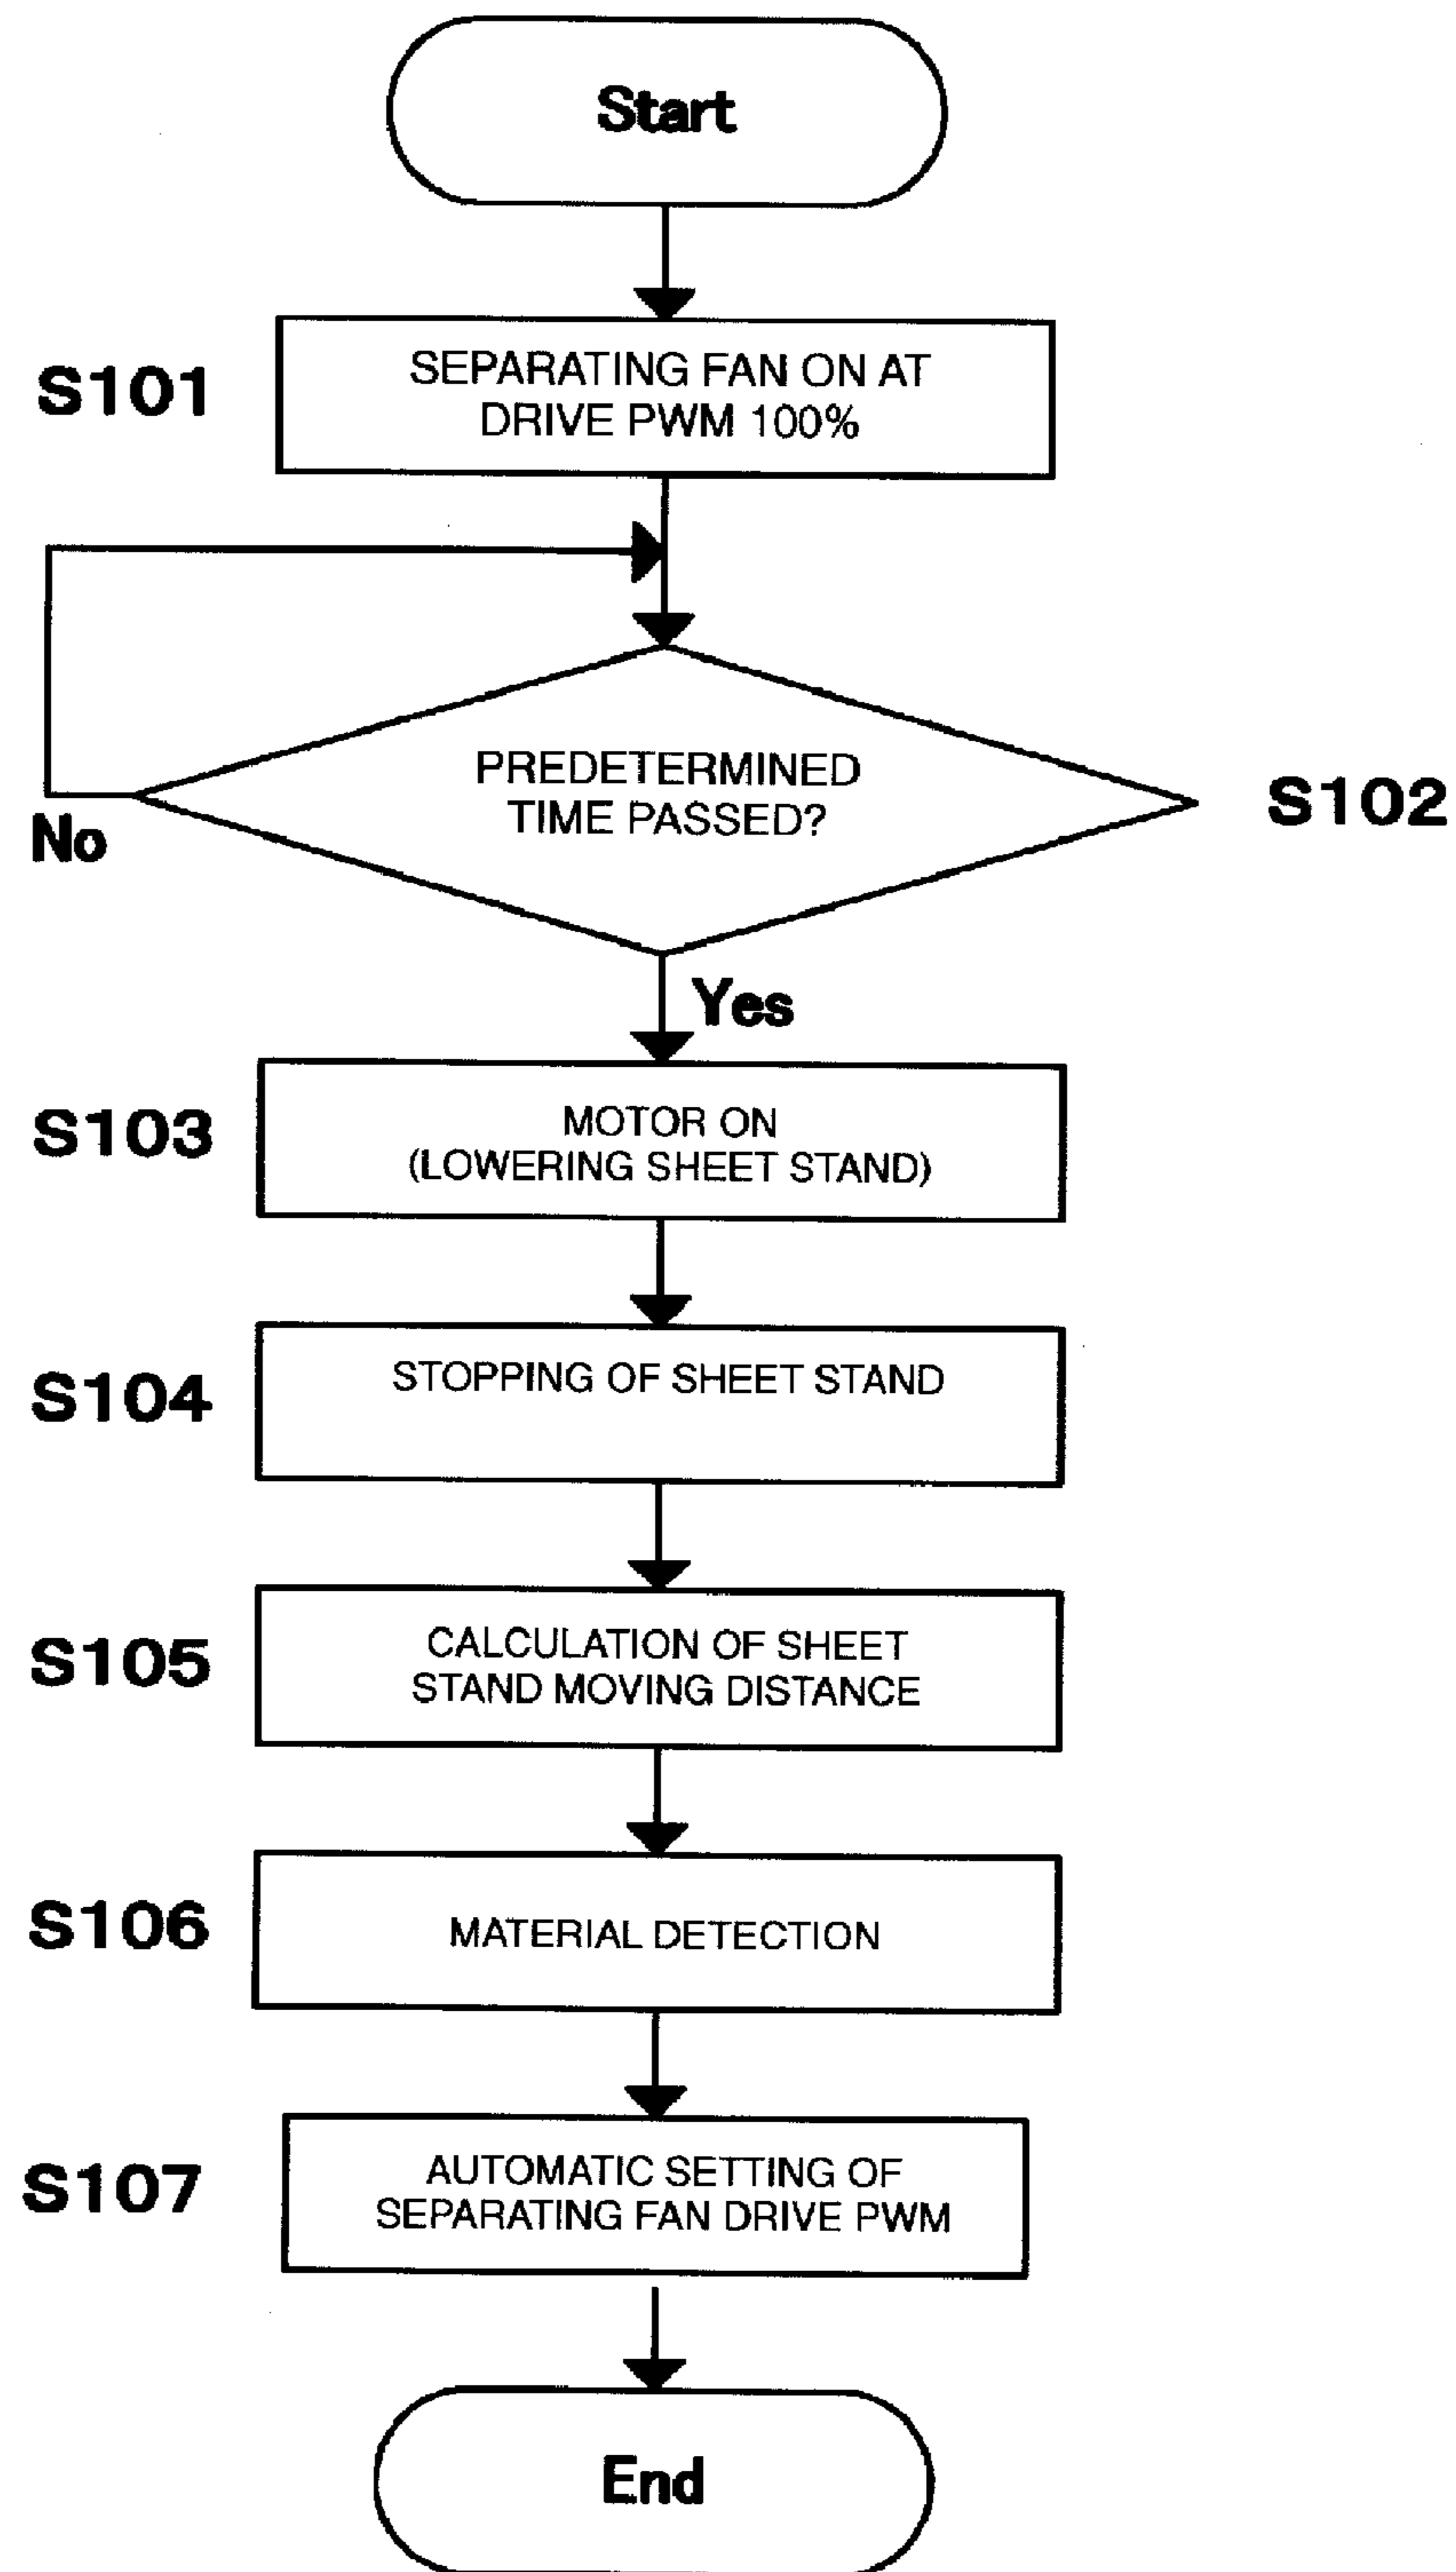 Start
S101
SEPARATING FAN ON AT
DRIVE PWM 100%
PREDETERMINED
TIME PASSED?
S102
No
Yes
S103
MOTOR ON
(LOWERING SHEET STAND)
S104
STOPPING OF SHEET STAND
S105
CALCULATION OF SHEET
STAND MOVING DISTANCE
S106
MATERIAL DETECTION
S107
AUTOMATIC SETTING OF
SEPARATING FAN DRIVE PWM
End